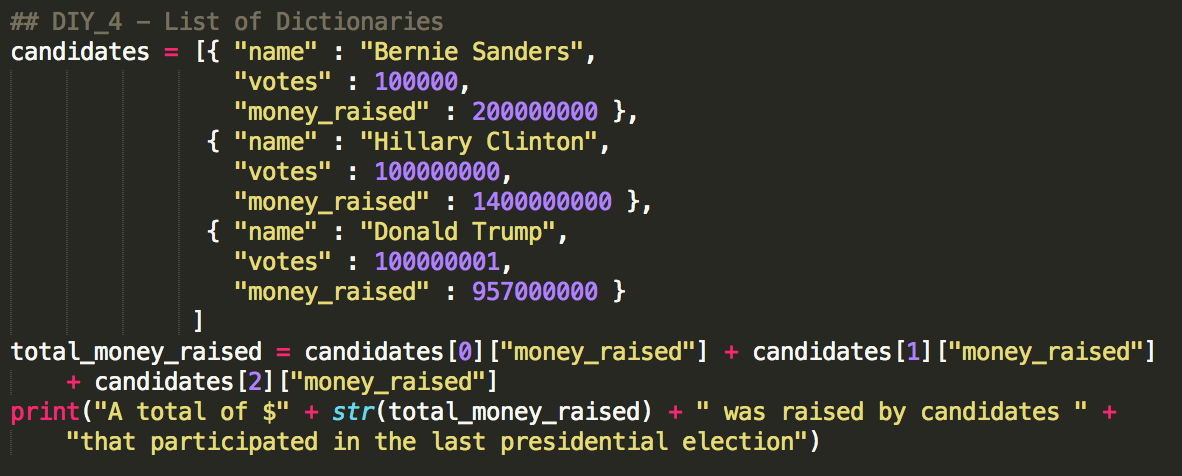 ## DIY_4 - List of Dictionaries
candidates = [{ "name" : "Bernie Sanders",
                "votes" : 100000,
                "money_raised" : 200000000 },
              { "name" : "Hillary Clinton",
                "votes" : 100000000,
                "money_raised" : 1400000000 },
              { "name" : "Donald Trump",
                "votes" : 100000001,
                "money_raised" : 957000000 }
             ]
total_money_raised = candidates[0]["money_raised"] + candidates[1]["money_raised"]
    + candidates[2]["money_raised"]
print("A total of $" + str(total_money_raised) + " was raised by candidates " +
    "that participated in the last presidential election")